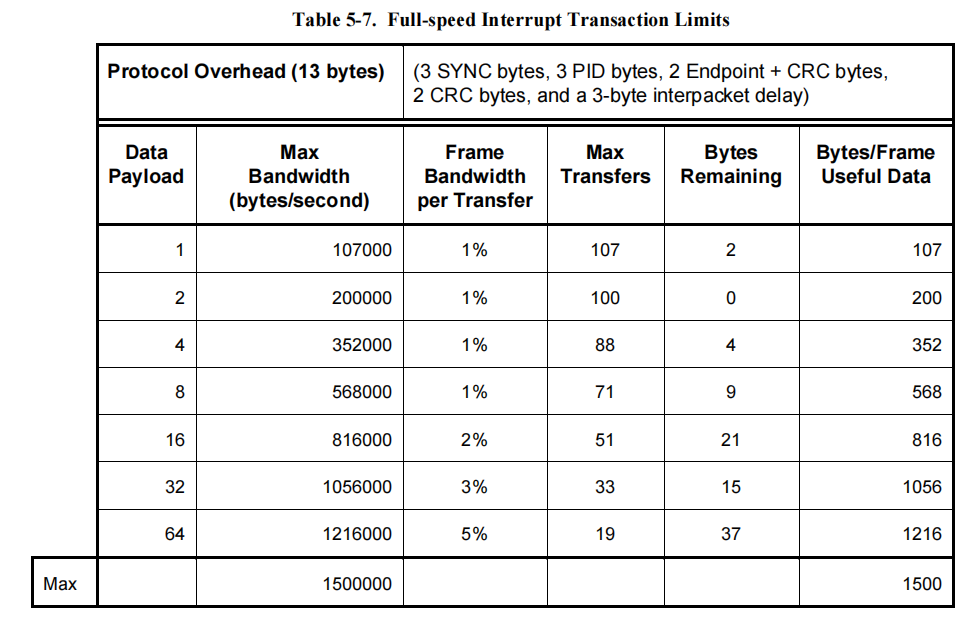 Table 5-7. Full-speed Interrupt Transaction Limits
Protocol Overhead (13 bytes) (3 SYNC bytes, 3 PID bytes, 2 Endpoint + CRC bytes,
2 CRC bytes, and a 3-byte interpacket delay)
Data Max Frame Max Bytes Bytes/Frame
Payload Bandwidth Bandwidth Transfers Remaining Useful Data
(bytes/second) per Transfer
1 107000 1% 107 2 107
2 200000 1% 100 0 200
4 352000 1% 88 4 352
8 568000 1% 71 9 568
16 816000 2% 51 21 816
32 1056000 3% 33 15 1056
64 1216000 5% 19 37 1216
Max 1500000 1500